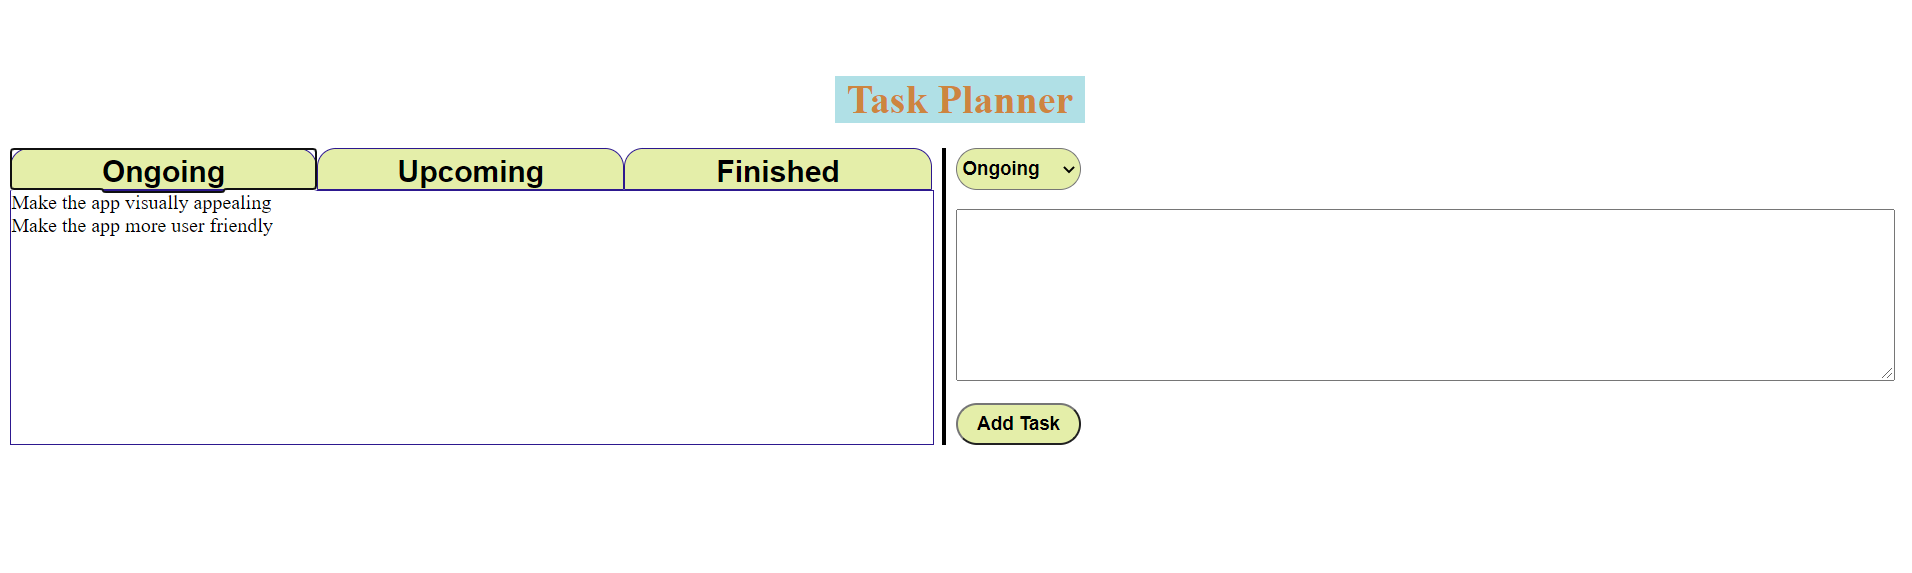 Task Planner
Ongoing Upcoming Finished
Make the app visually appealing
Make the app more user friendly
Ongoing
Add Task